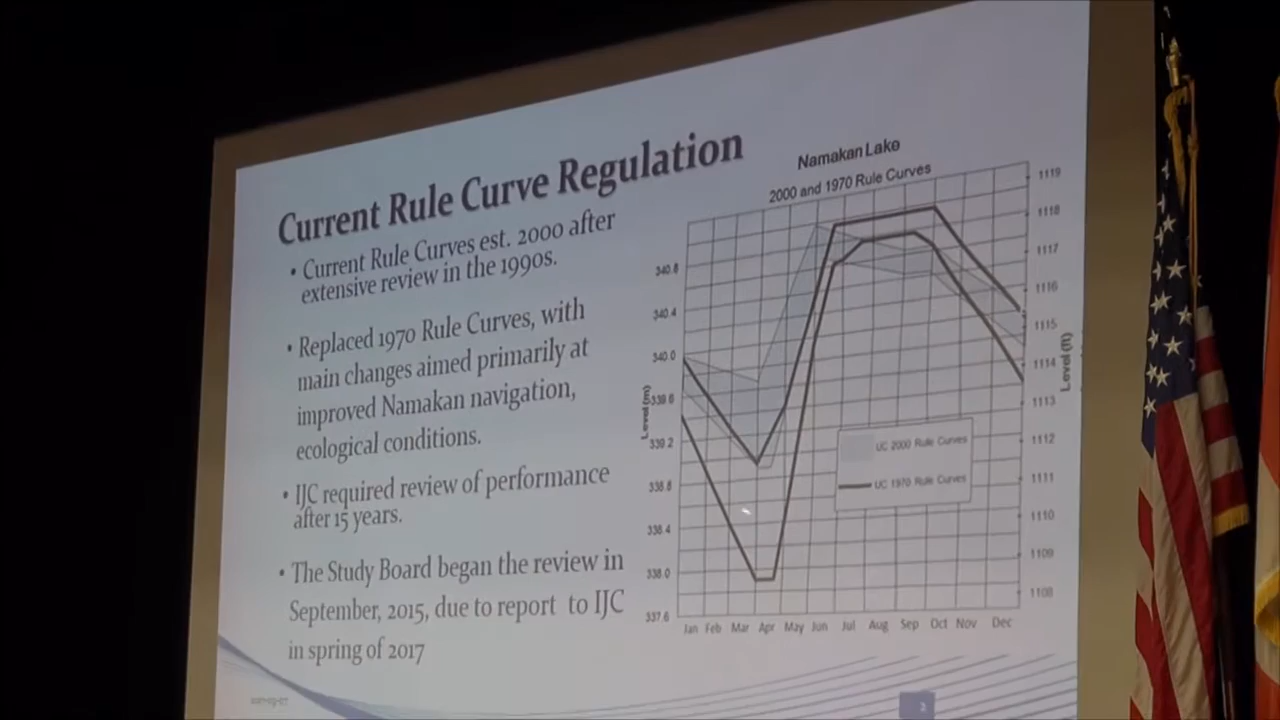 Current Rule Curve Regulation
• Current Rule Curves est. 2000 after
extensive review in the 1990s.
• Replaced 1970 Rule Curves, with
main changes aimed primarily at
improved Namakan navigation,
ecological conditions.
• IJC required review of performance
after 15 years.
• The Study Board began the review in
September, 2015, due to report to IJC
in spring of 2017
Namakan Lake
2000 and 1970 Rule Curves
340.8
340.4
340.0
339.6
339.2
338.8
338.4
338.0
337.6
Level (m)
1119
1118
1117
1116
1115
1114
1113
1112
1111
1110
1109
1108
Level (ft)
UC 2000 Rule Curves
UC 1970 Rule Curves
Jan Feb Mar Apr May Jun Jul Aug Sep Oct Nov Dec